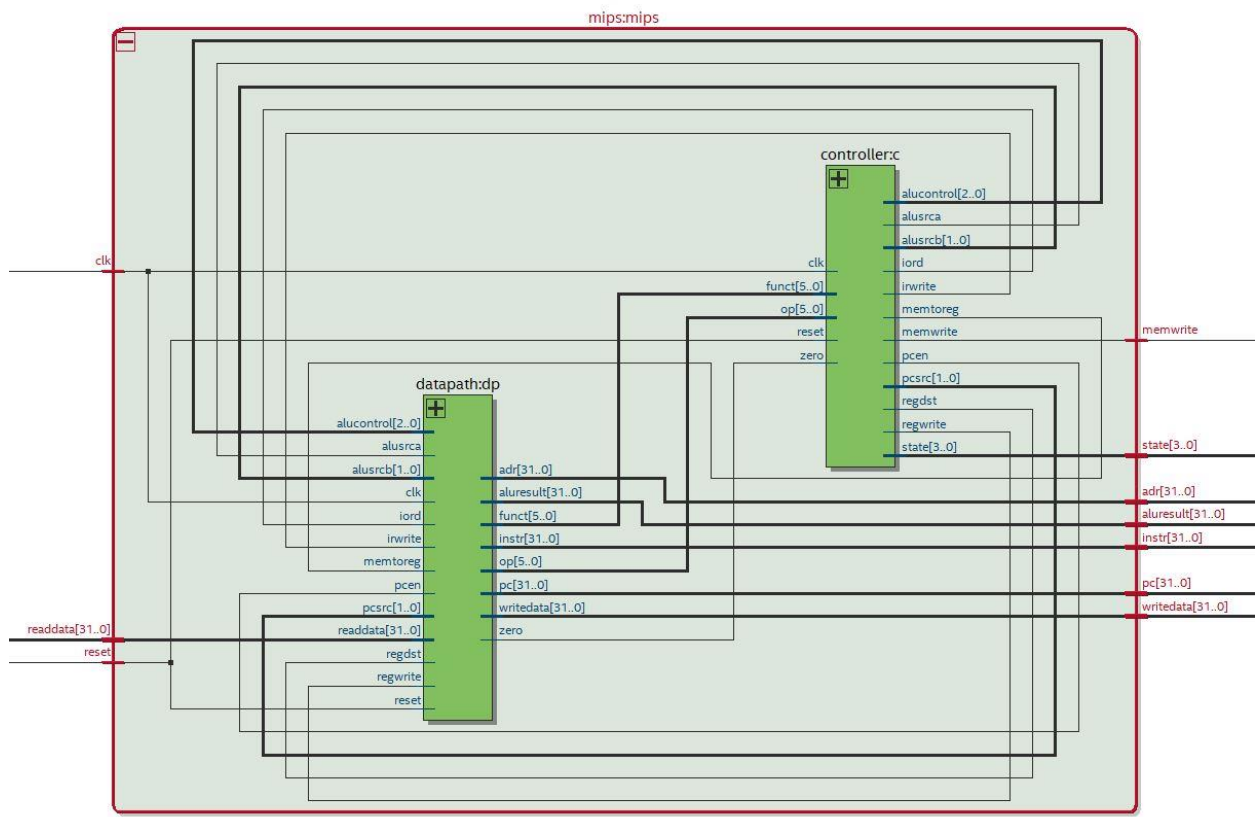 mips:mips
controller:c
alucontrol[2..0]
alusrca
alusrcb[1..0]
clk
clk
iord
funct[5..0]
irwrite
op[5..0]
memtoreg
reset
memwrite
memwrite
zero
pcen
pcsrc[1..0]
regdst
regwrite
state[3..0]
state[3..0]
datapath:dp
alucontrol[2..0]
alusrca
alusrcb[1..0]
adr[31..0]
adr[31..0]
clk
aluresult[31..0]
aluresult[31..0]
iord
funct[5..0]
irwrite
instr[31..0]
instr[31..0]
memtoreg
op[5..0]
pcen
pc[31..0]
pc[31..0]
pcsrc[1..0]
writedata[31..0]
writedata[31..0]
readdata[31..0]
readdata[31..0]
zero
reset
regdst
regwrite
reset